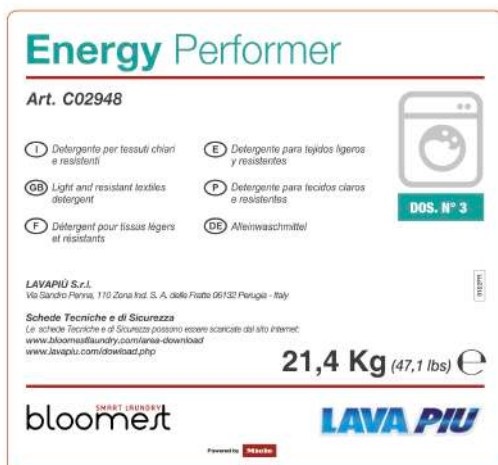 Energy Performer
Art. C02948
I Detergente per tessuti chiari
e resistenti
GB Light and resistant textiles
detergent
F Détergent pour tissus légers
et résistants
E Detergente para tejidos ligeros
y resistentes
P Detergente para tecidos claros
e resistentes
DE Alleinwaschmittel
DOS. N° 3
LAVAPIÙ S.r.l.
Via Sandro Penna, 110 Zona Ind. S. A. delle Fratte 06132 Perugia - Italy
Schede Tecniche e di Sicurezza
Le schede Tecniche e di Sicurezza possono essere scaricate dal sito internet:
www.bloomestlaundry.com/area-download
www.lavapiu.com/dowload.php
21,4 Kg (47,1 lbs) ℮
SMART LAUNDRY
bloomest
LAVA PIU
Powered by Miele